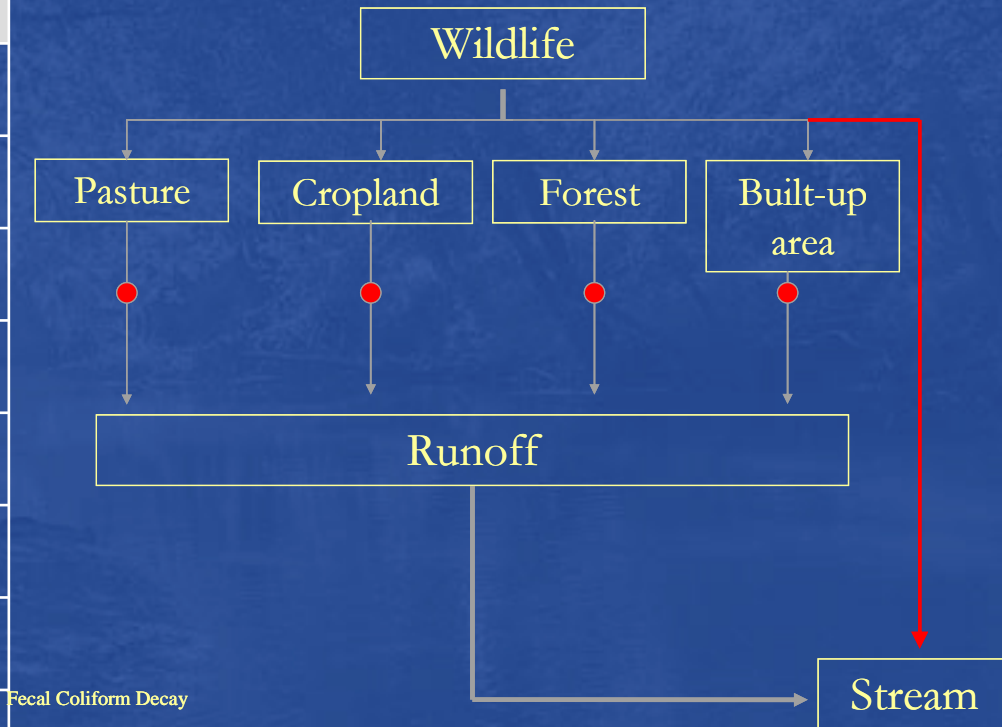 Wildlife
Pasture
Cropland
Forest
Built-up
area
Runoff
Fecal Coliform Decay
Stream